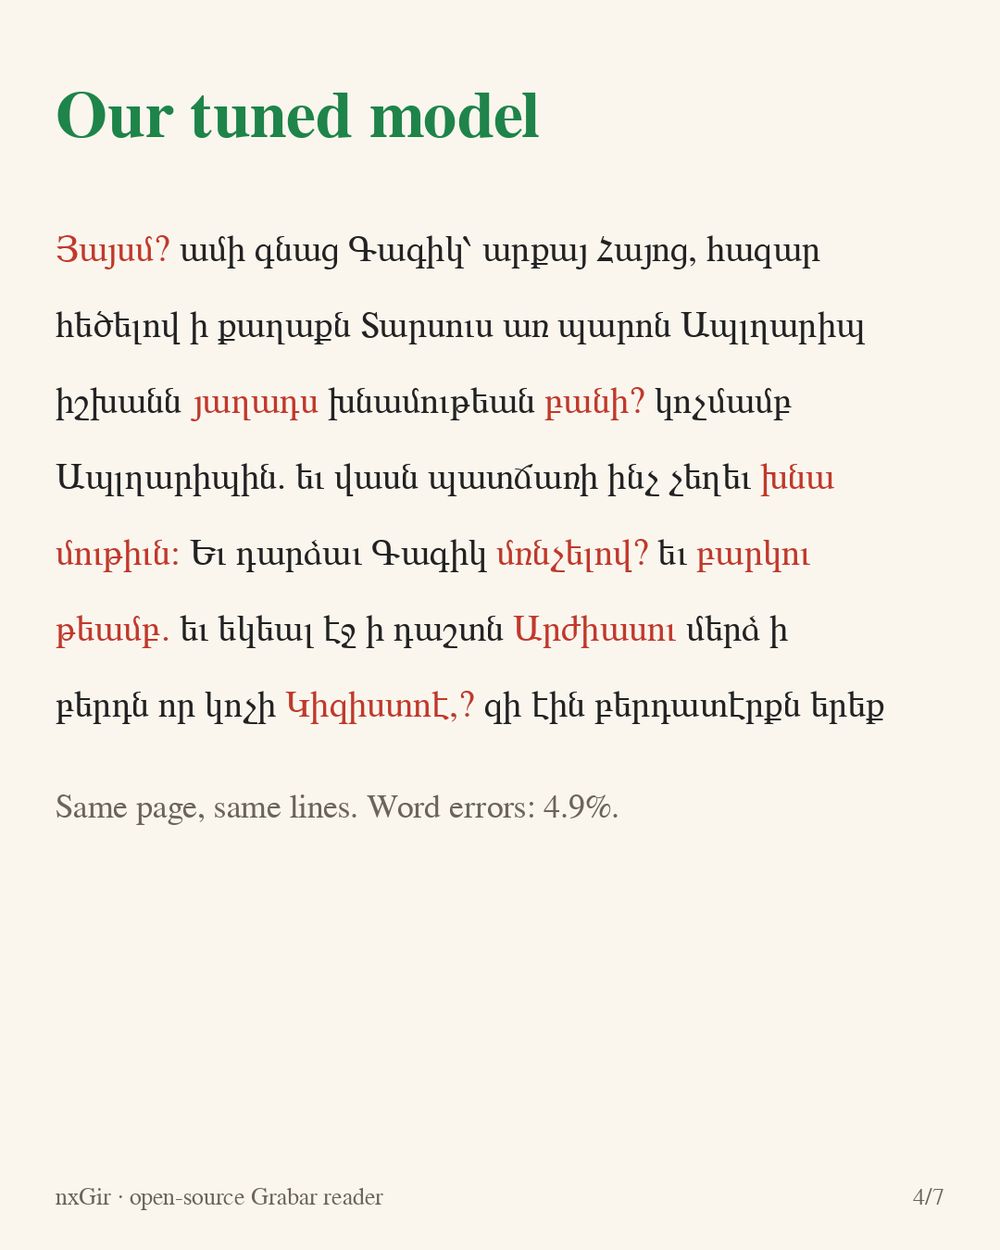 Our tuned model
Յայսմ? ամի գնաց Գագիկ՝ արքայ Հայոց, հազար
հեծելով ի քաղաքն Տարսուս առ պարոն Ապլղարիպ
իշխանն յաղադս խնամութեան բանի? կոչմամբ
Ապլղարիպին. եւ վասն պատճառի ինչ չեղեւ խնա
մութիւն։ Եւ դարձաւ Գագիկ մռնչելով? եւ բարկու
թեամբ. եւ եկեալ էջ ի դաշտն Արժիասու մերձ ի
բերդն որ կոչի Կիզիստռէ,? զի էին բերդատէրքն երեք
Same page, same lines. Word errors: 4.9%.
nxGir · open-source Grabar reader
4/7